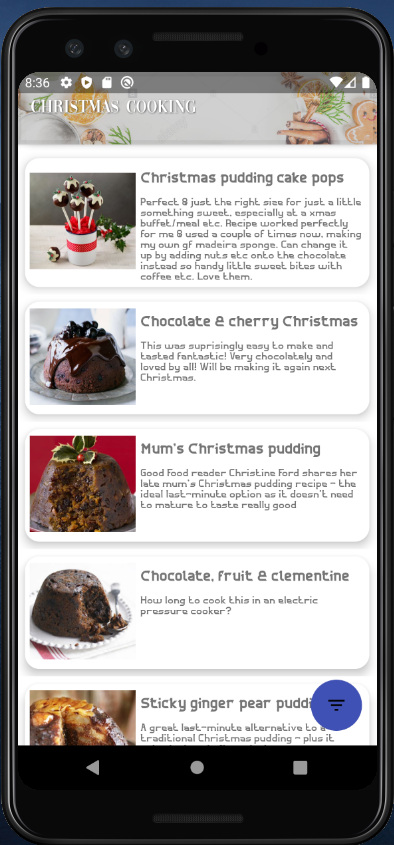 8:36
CHRISTMAS COOKING
Christmas pudding cake pops
Perfect & just the right size for just a little
something sweet, especially at a xmas
buffet/meal etc. Recipe worked perfectly
for me & used a couple of times now, making
my own gf madeira sponge. Can change it
up by adding nuts etc onto the chocolate
instead so handy little sweet bites with
coffee etc. Love them.
Chocolate & cherry Christmas
This was suprisingly easy to make and
tasted fantastic! Very chocolately and
loved by all! Will be making it again next
Christmas.
Mum's Christmas pudding
Good Food reader Christine Ford shares her
late mum's Christmas pudding recipe – the
ideal last-minute option as it doesn't need
to mature to taste really good
Chocolate, fruit & clementine
How long to cook this in an electric
pressure cooker?
Sticky ginger pear puddi
A great last-minute alternative to a
traditional Christmas pudding – plus it